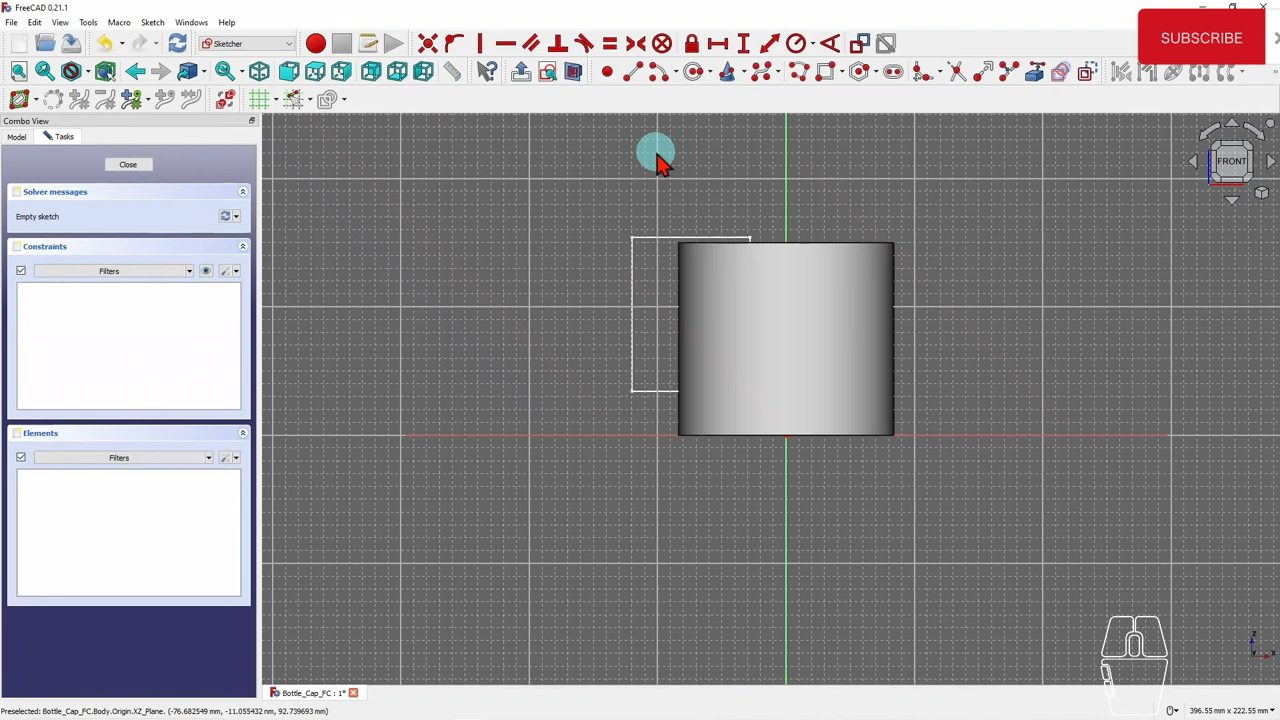 FreeCAD 0.21.1
File Edit View Tools Macro Sketch Windows Help
SUBSCRIBE
Sketcher
Combo View
Model Tasks
Close
Solver messages
Empty sketch
Constraints
Filters
Elements
Filters
FRONT
Z
X
Bottle_Cap_FC : 1*
Preselected: Bottle_Cap_FC.Body.Origin.XZ_Plane. (-76.682549 mm, -11.055432 mm, 92.739693 mm)
396.55 mm x 222.55 mm